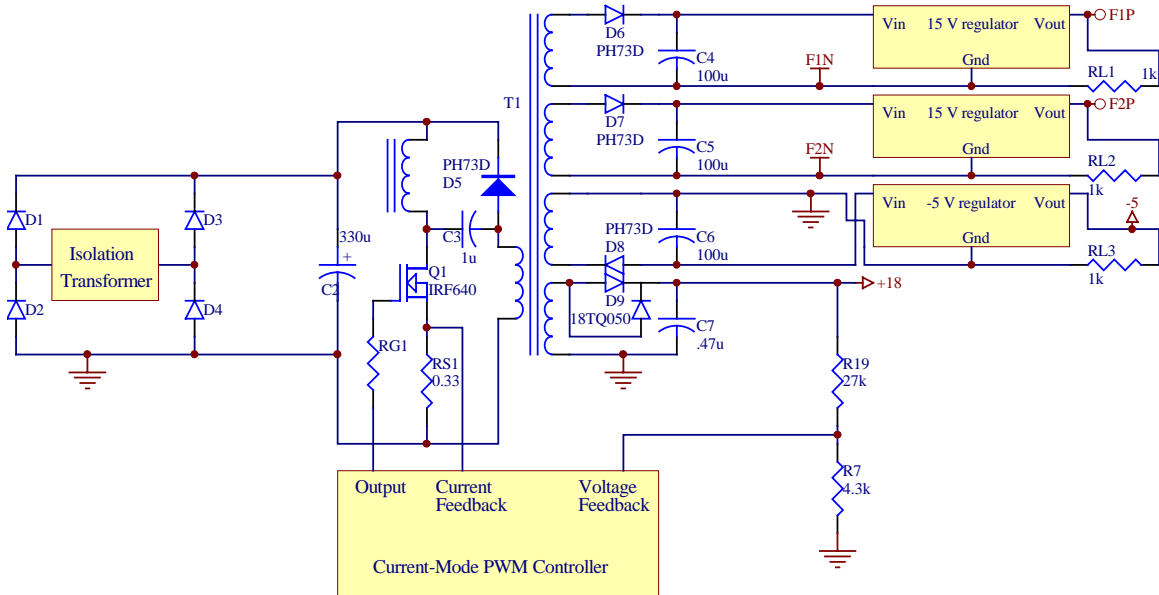 D6
PH73D
C4
100u
F1N
Vin 15 V regulator Vout
Gnd
F1P
RL1 1k
T1
D7
PH73D
C5
100u
F2N
Vin 15 V regulator Vout
Gnd
F2P
RL2
1k
PH73D
D5
D1
D2
D3
D4
Isolation
Transformer
330u
+
C2
C3
1u
Q1
IRF640
RG1
RS1
0.33
PH73D
D8
C6
100u
Vin -5 V regulator Vout
Gnd
-5
RL3
1k
D9
18TQ050
C7
.47u
+18
R19
27k
R7
4.3k
Output
Current
Feedback
Voltage
Feedback
Current-Mode PWM Controller